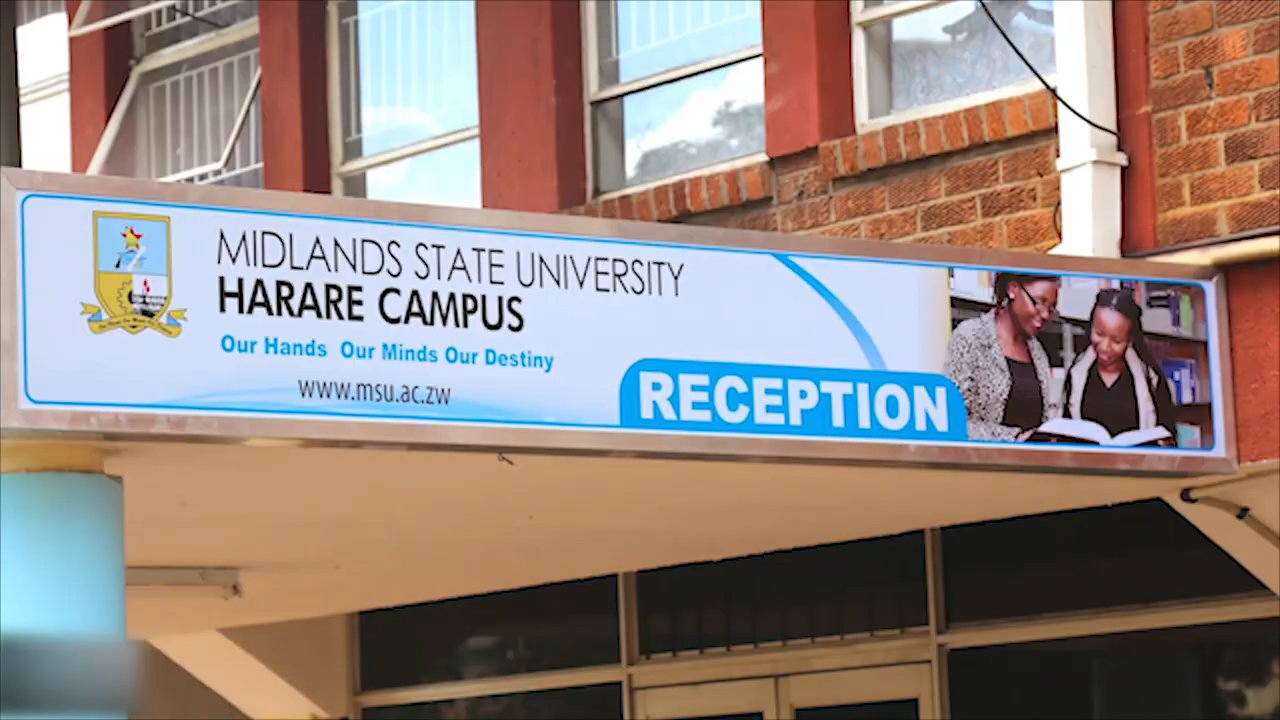 MIDLANDS STATE UNIVERSITY
HARARE CAMPUS
Our Hands Our Minds Our Destiny
www.msu.ac.zw
RECEPTION